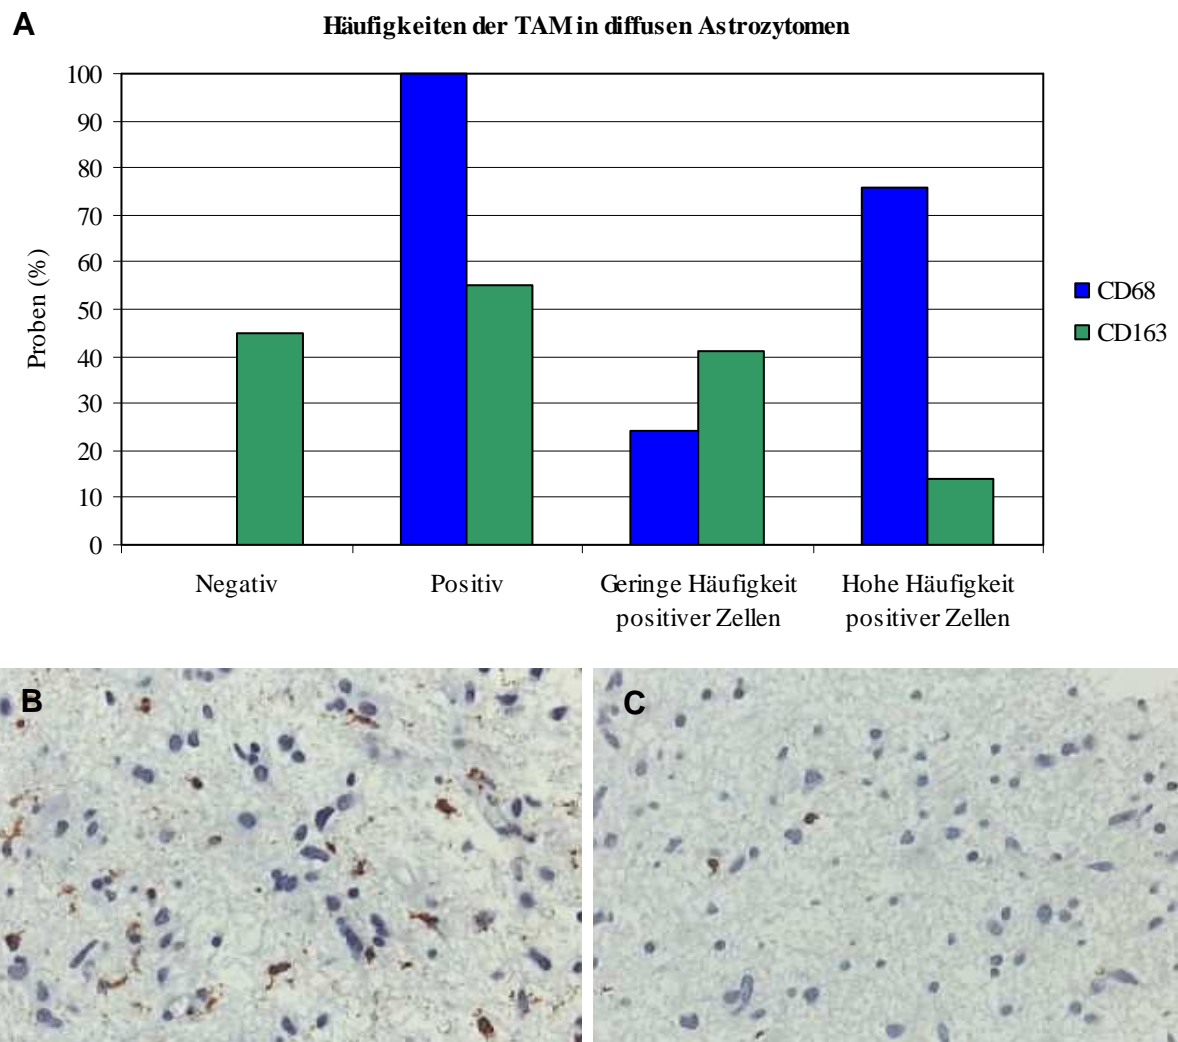 A
Häufigkeiten der TAM in diffusen Astrozytomen
Proben (%)
100
90
80
70
60
50
40
30
20
10
0
Negativ
Positiv
Geringe Häufigkeit
positiver Zellen
Hohe Häufigkeit
positiver Zellen
CD68
CD163
B
C